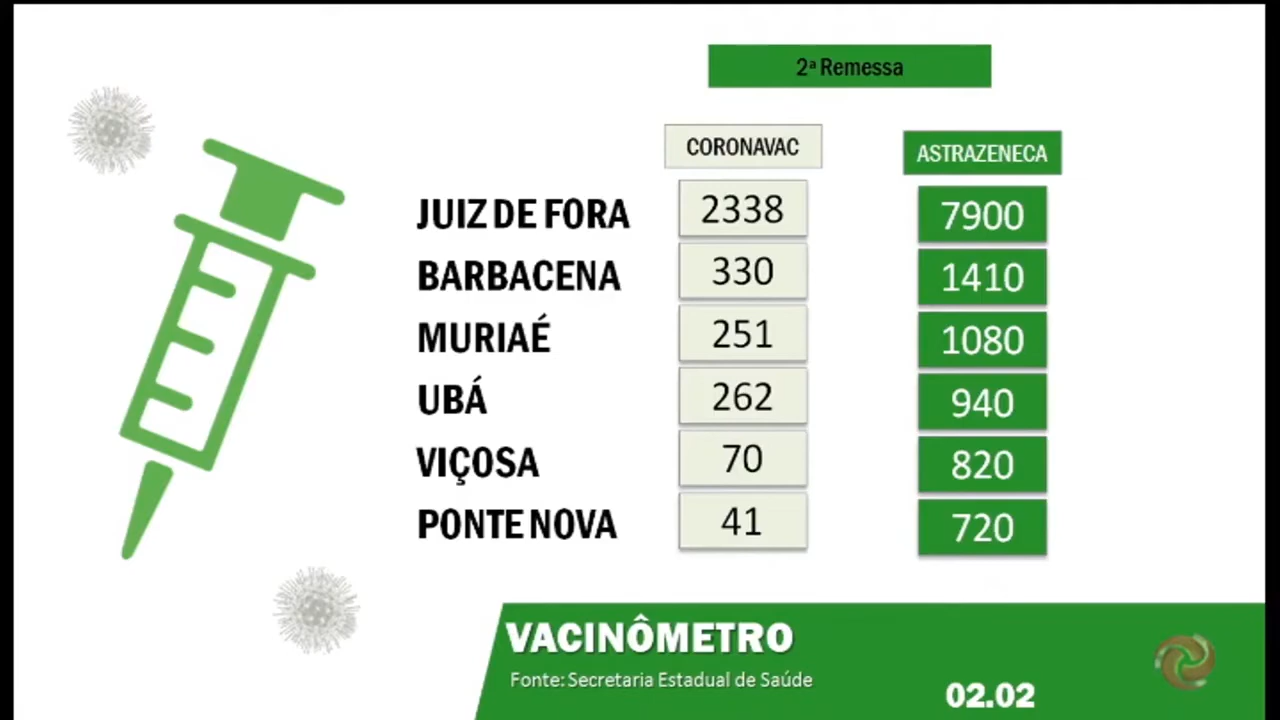 2ª Remessa
CORONAVAC ASTRAZENECA
JUIZ DE FORA 2338 7900
BARBACENA 330 1410
MURIAÉ 251 1080
UBÁ 262 940
VIÇOSA 70 820
PONTE NOVA 41 720
VACINÔMETRO
Fonte: Secretaria Estadual de Saúde
02.02